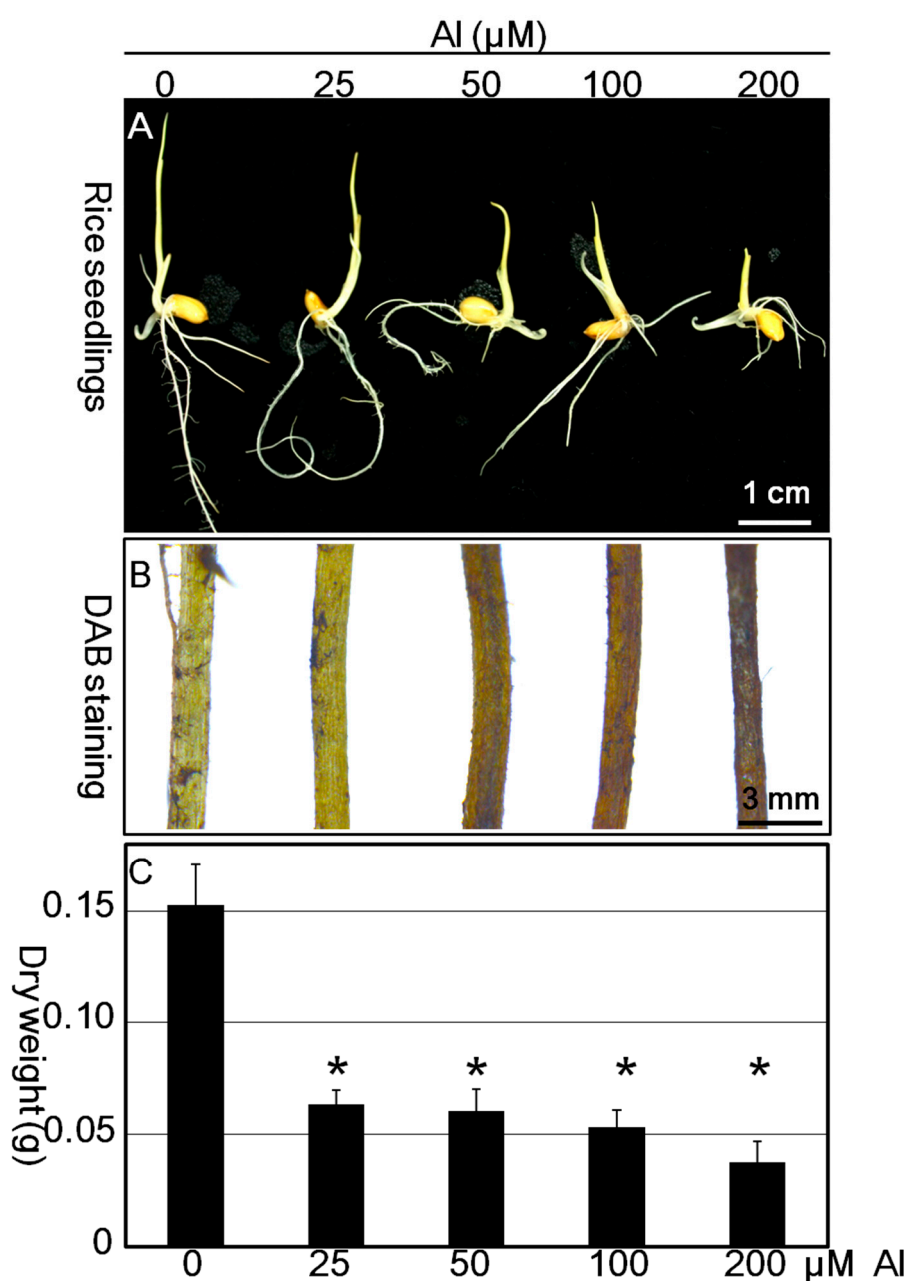 Al (µM)
0 25 50 100 200
A
Rice seedlings
1 cm
B
DAB staining
3 mm
C
Dry weight (g)
0.15
0.10
0.05
0
* * * *
0 25 50 100 200 µM Al